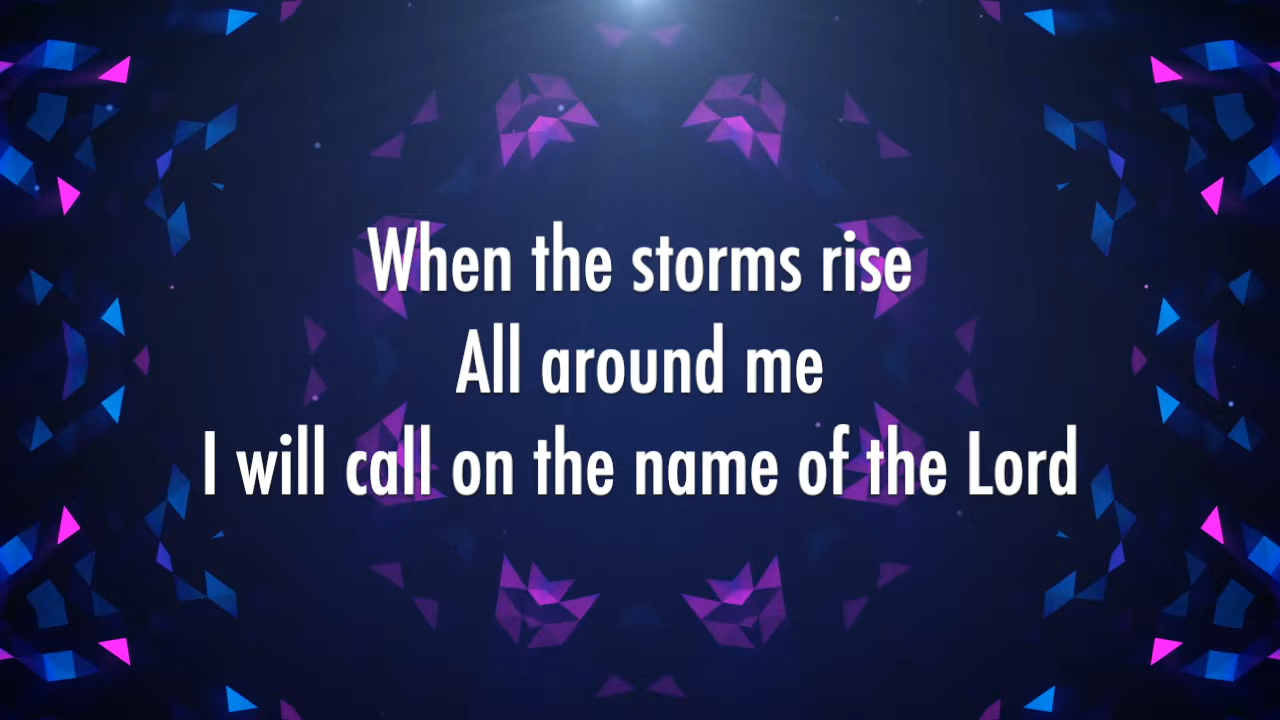 When the storms rise
All around me
I will call on the name of the Lord